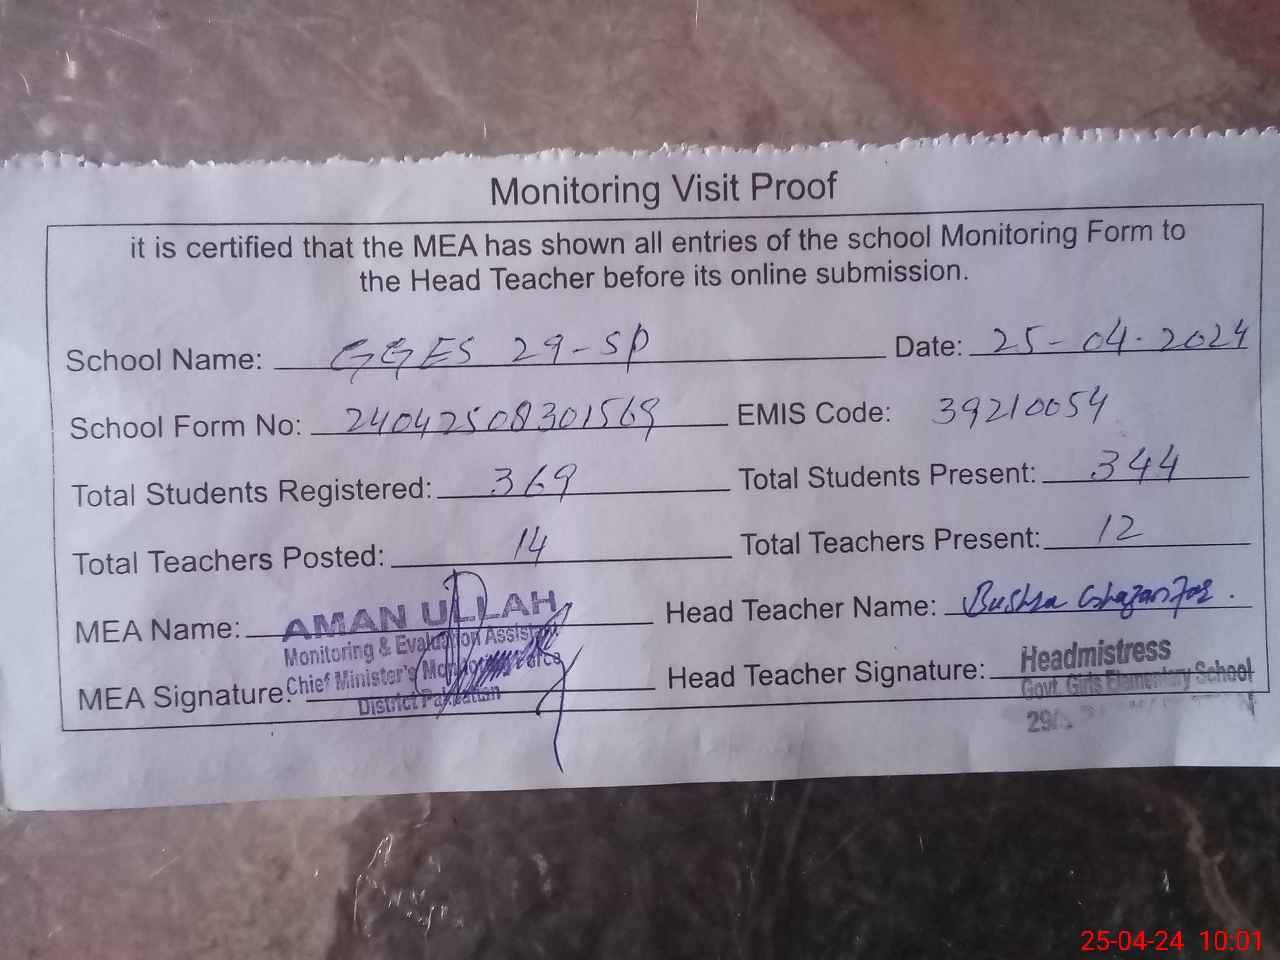 Monitoring Visit Proof
it is certified that the MEA has shown all entries of the school Monitoring Form to
the Head Teacher before its online submission.
School Name: GGES 29-SP Date: 25-04-2024
School Form No: 24042508301569 EMIS Code: 39210054
Total Students Registered: 369 Total Students Present: 344
Total Teachers Posted: 14 Total Teachers Present: 12
MEA Name: AMAN ULLAH Head Teacher Name: Bushra Ghazanfar.
Monitoring & Evaluation Assistant
MEA Signature: Chief Minister's Monitoring Force Head Teacher Signature: Headmistress
District Pakpattan Govt. Girls Elementary School
25-04-24 10:01